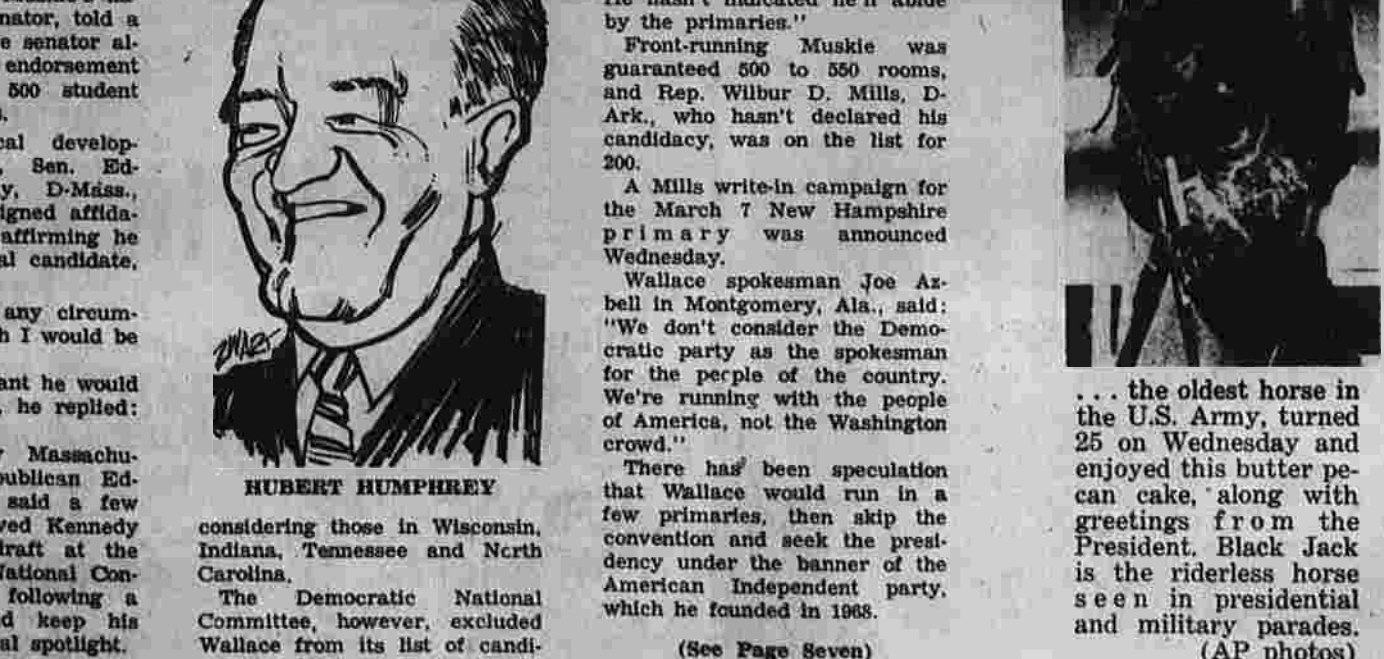 nator, told a
e senator al-
endorsement
500 student
cal develop-
Sen. Ed-
y, D-Mass.,
igned affida-
affirming he
al candidate,
any circum-
h I would be
ant he would
, he replied:
Massachu-
publican Ed-
said a few
ved Kennedy
draft at the
National Con-
following a
d keep his
al spotlight.
HUBERT HUMPHREY
considering those in Wisconsin,
Indiana, Tennessee and North
Carolina.
The Democratic National
Committee, however, excluded
Wallace from its list of candi-
by the primaries."
Front-running Muskie was
guaranteed 500 to 550 rooms,
and Rep. Wilbur D. Mills, D-
Ark., who hasn't declared his
candidacy, was on the list for
200.
A Mills write-in campaign for
the March 7 New Hampshire
primary was announced
Wednesday.
Wallace spokesman Joe Az-
bell in Montgomery, Ala., said:
"We don't consider the Demo-
cratic party as the spokesman
for the perple of the country.
We're running with the people
of America, not the Washington
crowd."
There has been speculation
that Wallace would run in a
few primaries, then skip the
convention and seek the presi-
dency under the banner of the
American Independent party,
which he founded in 1968.
(See Page Seven)
. . . the oldest horse in
the U.S. Army, turned
25 on Wednesday and
enjoyed this butter pe-
can cake, along with
greetings from the
President. Black Jack
is the riderless horse
seen in presidential
and military parades.
(AP photos)